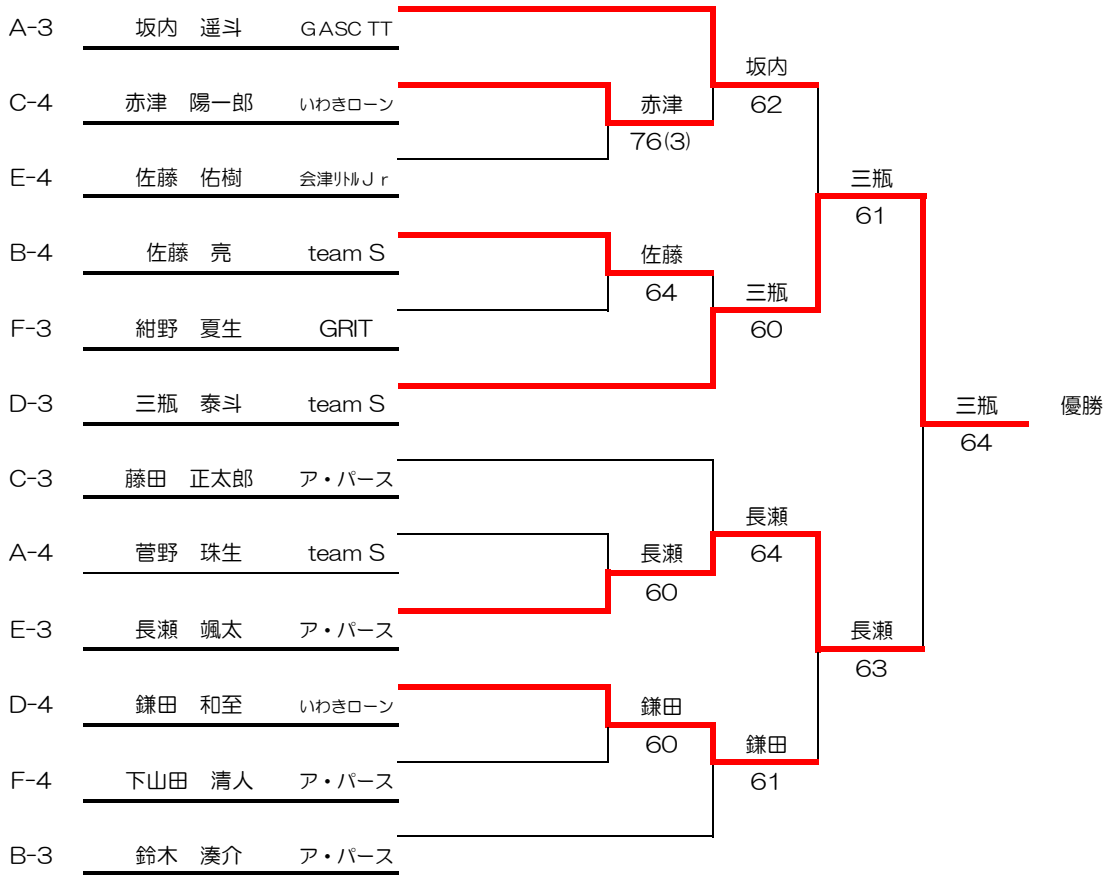 A-3 坂内 遥斗 GASC TT
坂内
C-4 赤津 陽一郎 いわきローン 赤津 62
76(3)
E-4 佐藤 佑樹 会津リトルJr 三瓶
61
B-4 佐藤 亮 team S 佐藤
64 三瓶
F-3 紺野 夏生 GRIT 60
D-3 三瓶 泰斗 team S 三瓶 優勝
64
C-3 藤田 正太郎 ア・パース
長瀬
A-4 菅野 珠生 team S 長瀬 64
60
E-3 長瀬 颯太 ア・パース 長瀬
63
D-4 鎌田 和至 いわきローン 鎌田
60 鎌田
F-4 下山田 清人 ア・パース 61
B-3 鈴木 湊介 ア・パース